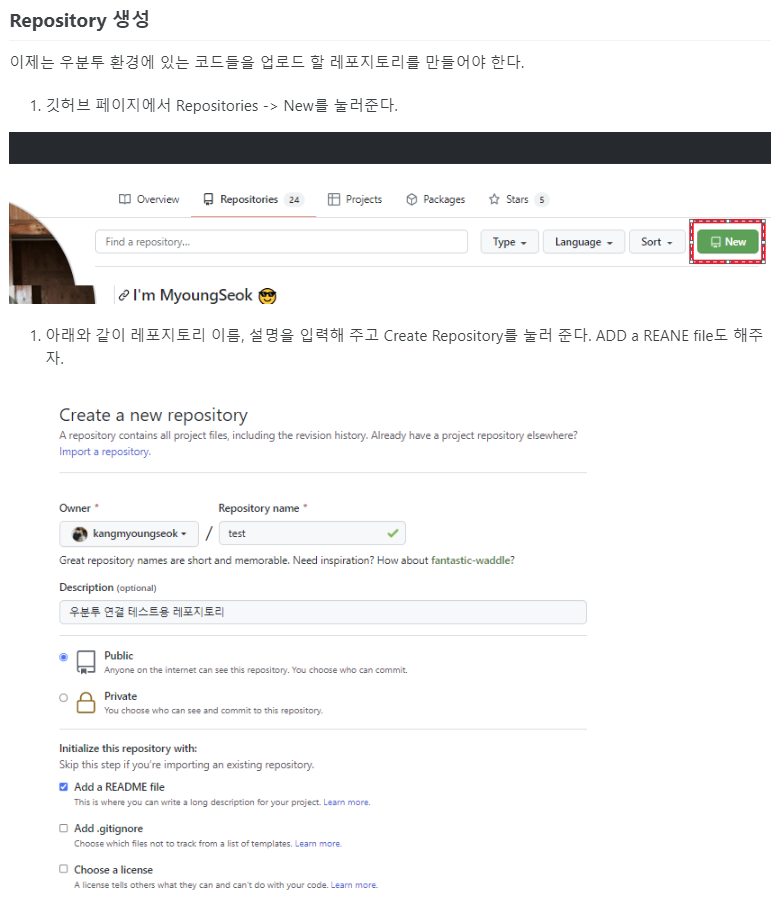 Repository 생성
이제는 우분투 환경에 있는 코드들을 업로드 할 레포지토리를 만들어야 한다.
1. 깃허브 페이지에서 Repositories -> New를 눌러준다.
Overview Repositories 24 Projects Packages Stars 5
Find a repository... Type Language Sort New
I'm MyoungSeok 😎
1. 아래와 같이 레포지토리 이름, 설명을 입력해 주고 Create Repository를 눌러 준다. ADD a REANE file도 해주
자.
Create a new repository
A repository contains all project files, including the revision history. Already have a project repository elsewhere?
Import a repository.
Owner * Repository name *
kangmyoungseok / test
Great repository names are short and memorable. Need inspiration? How about fantastic-waddle?
Description (optional)
우분투 연결 테스트용 레포지토리
Public
Anyone on the internet can see this repository. You choose who can commit.
Private
You choose who can see and commit to this repository.
Initialize this repository with:
Skip this step if you're importing an existing repository.
Add a README file
This is where you can write a long description for your project. Learn more.
Add .gitignore
Choose which files not to track from a list of templates. Learn more.
Choose a license
A license tells others what they can and can't do with your code. Learn more.